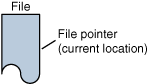 File
File pointer
(current location)